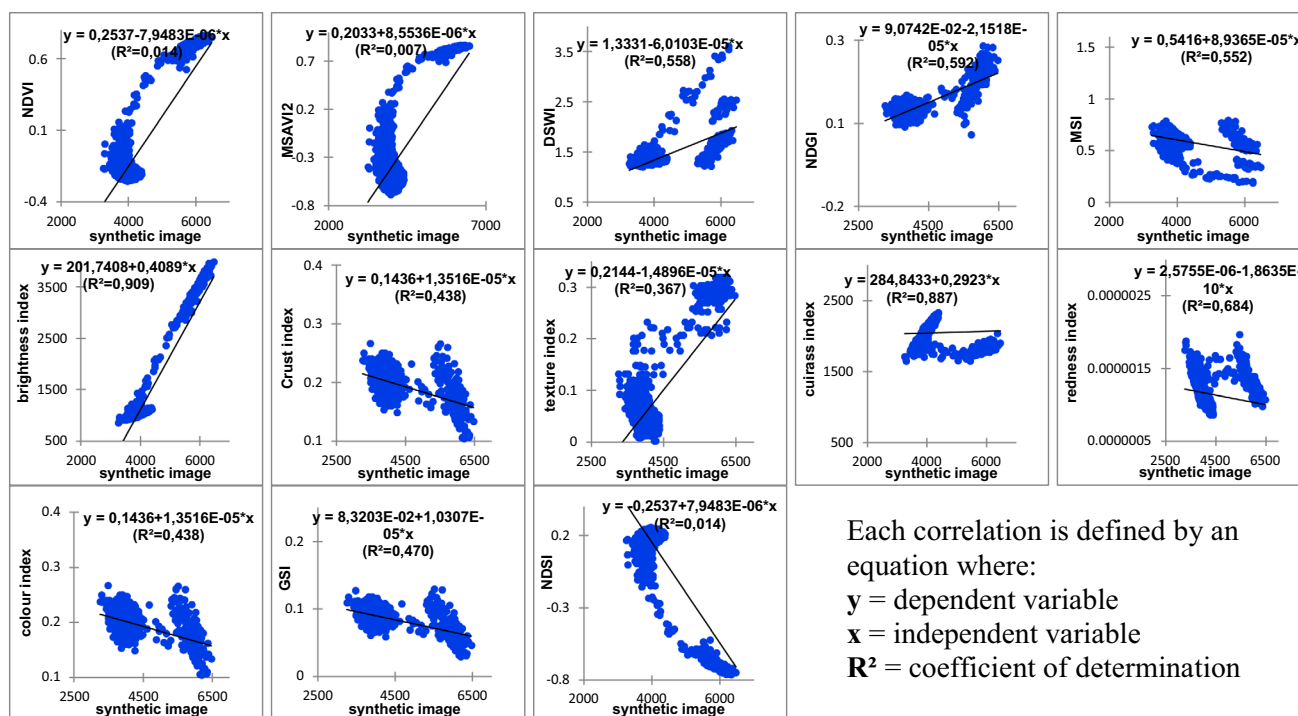 y = 0,2537-7,9483E-06*x
(R²=0,014)
0.6
0.1
-0.4
NDVI
2000 4000 6000
synthetic image
y = 0,2033+8,5536E-06*x
(R²=0,007)
0.7
0.2
-0.3
-0.8
MSAVI2
2000 7000
synthetic image
y = 1,3331-6,0103E-05*x
(R²=0,558)
3.5
2.5
1.5
0.5
DSWI
2000 4000 6000
synthetic image
y = 9,0742E-02-2,1518E-
05*x
(R²=0,592)
0.3
0.1
-0.2
NDGI
2500 4500 6500
synthetic image
y = 0,5416+8,9365E-05*x
(R²=0,552)
1.5
1
0.5
0
MSI
2000 4000 6000
synthetic image
y = 201,7408+0,4089*x
(R²=0,909)
3500
2500
1500
500
brightness index
2000 4000 6000
synthetic image
y = 0,1436+1,3516E-05*x
(R²=0,438)
0.4
0.3
0.2
0.1
Crust index
2500 4500 6500
synthetic image
y = 0,2144-1,4896E-05*x
(R²=0,367)
0.3
0.2
0.1
0
texture index
2500 4500 6500
synthetic image
y = 284,8433+0,2923*x
(R²=0,887)
2500
1500
500
cuirass index
2000 4000 6000
synthetic image
y = 2,5755E-06-1,8635E-
10*x
(R²=0,684)
0.0000025
0.0000015
0.0000005
redness index
2500 4500 6500
synthetic image
y = 0,1436+1,3516E-05*x
(R²=0,438)
0.4
0.3
0.2
0.1
colour index
2500 4500 6500
synthetic image
y = 8,3203E-02+1,0307E-
05*x
(R²=0,470)
0.2
0.1
0
GSI
2500 4500 6500
synthetic image
y = -0,2537+7,9483E-06*x
(R²=0,014)
0.2
-0.3
-0.8
NDSI
2000 4000 6000
synthetic image
Each correlation is defined by an
equation where:
y = dependent variable
x = independent variable
R² = coefficient of determination